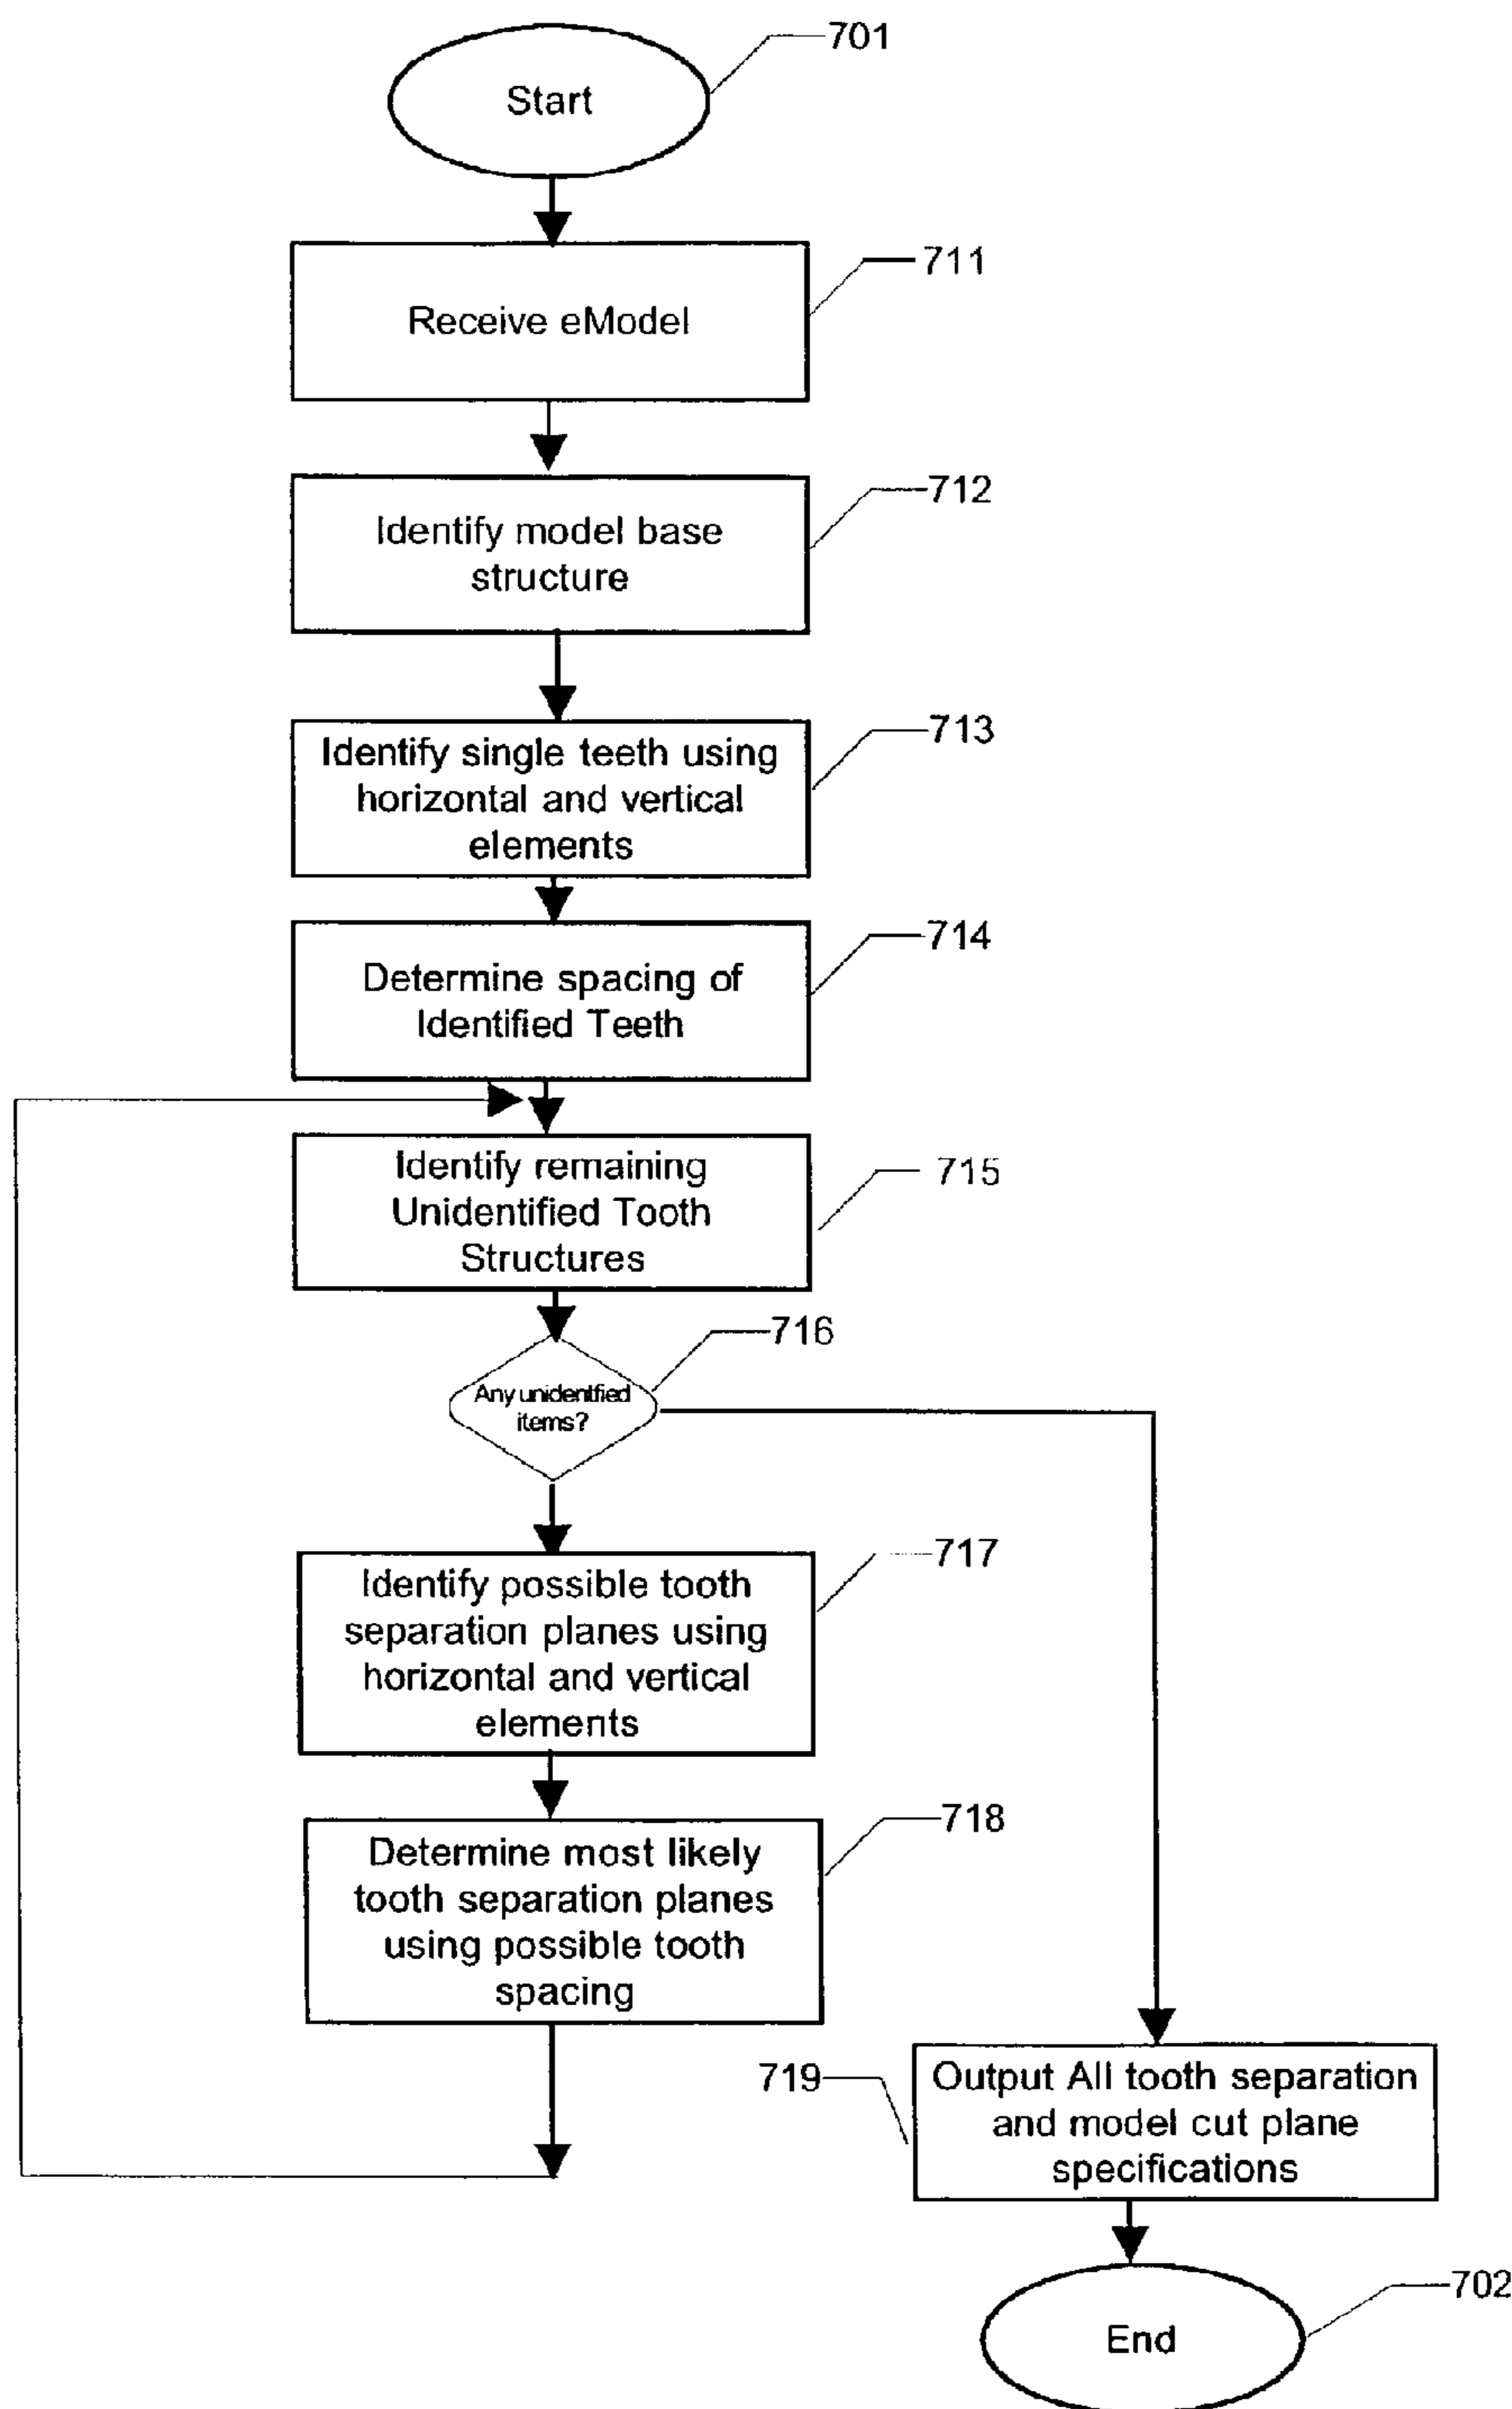 Start
701
Receive eModel
711
Identify model base
structure
712
Identify single teeth using
horizontal and vertical
elements
713
Determine spacing of
Identified Teeth
714
Identify remaining
Unidentified Tooth
Structures
715
Any unidentified
items?
716
Identify possible tooth
separation planes using
horizontal and vertical
elements
717
Determine most likely
tooth separation planes
using possible tooth
spacing
718
719
Output All tooth separation
and model cut plane
specifications
End
702